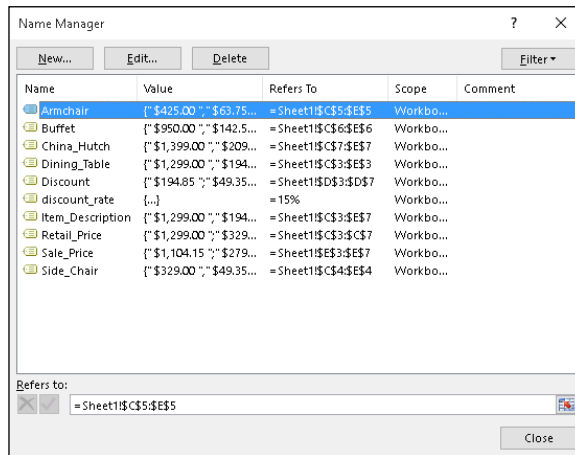 Name Manager ? ×
New... Edit... Delete Filter
Name Value Refers To Scope Comment
Armchair {" $425.00 "," $63.75... =Sheet1!$C$5:$E$5 Workbo...
Buffet {" $950.00 "," $142.5... =Sheet1!$C$6:$E$6 Workbo...
China_Hutch {" $1,399.00 "," $209... =Sheet1!$C$7:$E$7 Workbo...
Dining_Table {" $1,299.00 "," $194... =Sheet1!$C$3:$E$3 Workbo...
Discount {" $194.85 ";" $49.35... =Sheet1!$D$3:$D$7 Workbo...
discount_rate {...} =15% Workbo...
Item_Description {" $1,299.00 "," $194... =Sheet1!$C$3:$E$7 Workbo...
Retail_Price {" $1,299.00 ";" $329... =Sheet1!$C$3:$C$7 Workbo...
Sale_Price {" $1,104.15 ";" $279... =Sheet1!$E$3:$E$7 Workbo...
Side_Chair {" $329.00 "," $49.35... =Sheet1!$C$4:$E$4 Workbo...
Refers to:
=Sheet1!$C$5:$E$5
Close